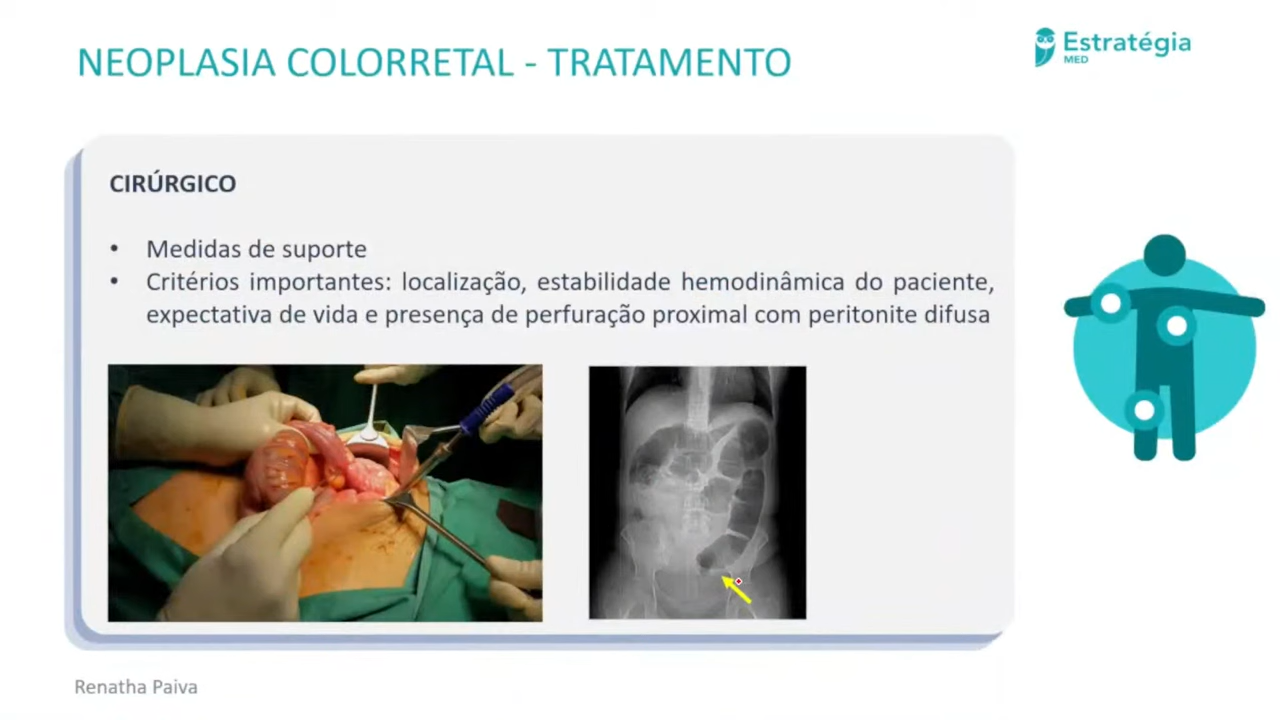 NEOPLASIA COLORRETAL - TRATAMENTO
Estratégia
MED
CIRÚRGICO
• Medidas de suporte
• Critérios importantes: localização, estabilidade hemodinâmica do paciente,
expectativa de vida e presença de perfuração proximal com peritonite difusa
Renatha Paiva